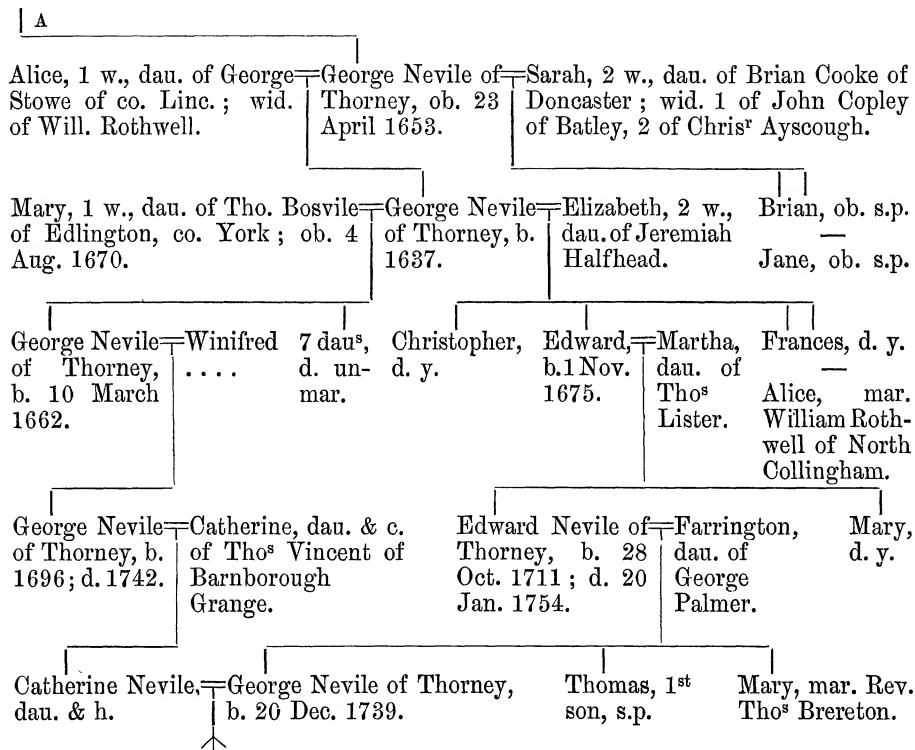 A
Alice, 1 w., dau. of George
Stowe of co. Linc. ; wid.
of Will. Rothwell.
George Nevile of
Thorney, ob. 23
April 1653.
Sarah, 2 w., dau. of Brian Cooke of
Doncaster ; wid. 1 of John Copley
of Batley, 2 of Chrisʳ Ayscough.
Mary, 1 w., dau. of Tho. Bosvile
of Edlington, co. York ; ob. 4
Aug. 1670.
George Nevile
of Thorney, b.
1637.
Elizabeth, 2 w.,
dau. of Jeremiah
Halfhead.
Brian, ob. s.p.
—
Jane, ob. s.p.
George Nevile
of Thorney,
b. 10 March
1662.
Winifred
. . . .
7 dauˢ,
d. un-
mar.
Christopher,
d. y.
Edward,
b. 1 Nov.
1675.
Martha,
dau. of
Thoˢ
Lister.
Frances, d. y.
—
Alice, mar.
William Roth-
well of North
Collingham.
George Nevile
of Thorney, b.
1696; d. 1742.
Catherine, dau. & c.
of Thoˢ Vincent of
Barnborough
Grange.
Edward Nevile of
Thorney, b. 28
Oct. 1711 ; d. 20
Jan. 1754.
Farrington,
dau. of
George
Palmer.
Mary,
d. y.
Catherine Nevile,
dau. & h.
George Nevile of Thorney,
b. 20 Dec. 1739.
Thomas, 1ˢᵗ
son, s.p.
Mary, mar. Rev.
Thoˢ Brereton.